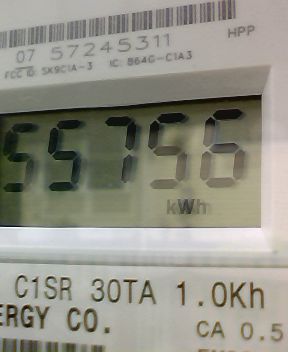 HPP
07 57245311
FCC ID: SK9C1A-3 IC: 864G-C1A3
55756
kWh
C1SR 30TA 1.0Kh
ERGY CO.
CA 0.5